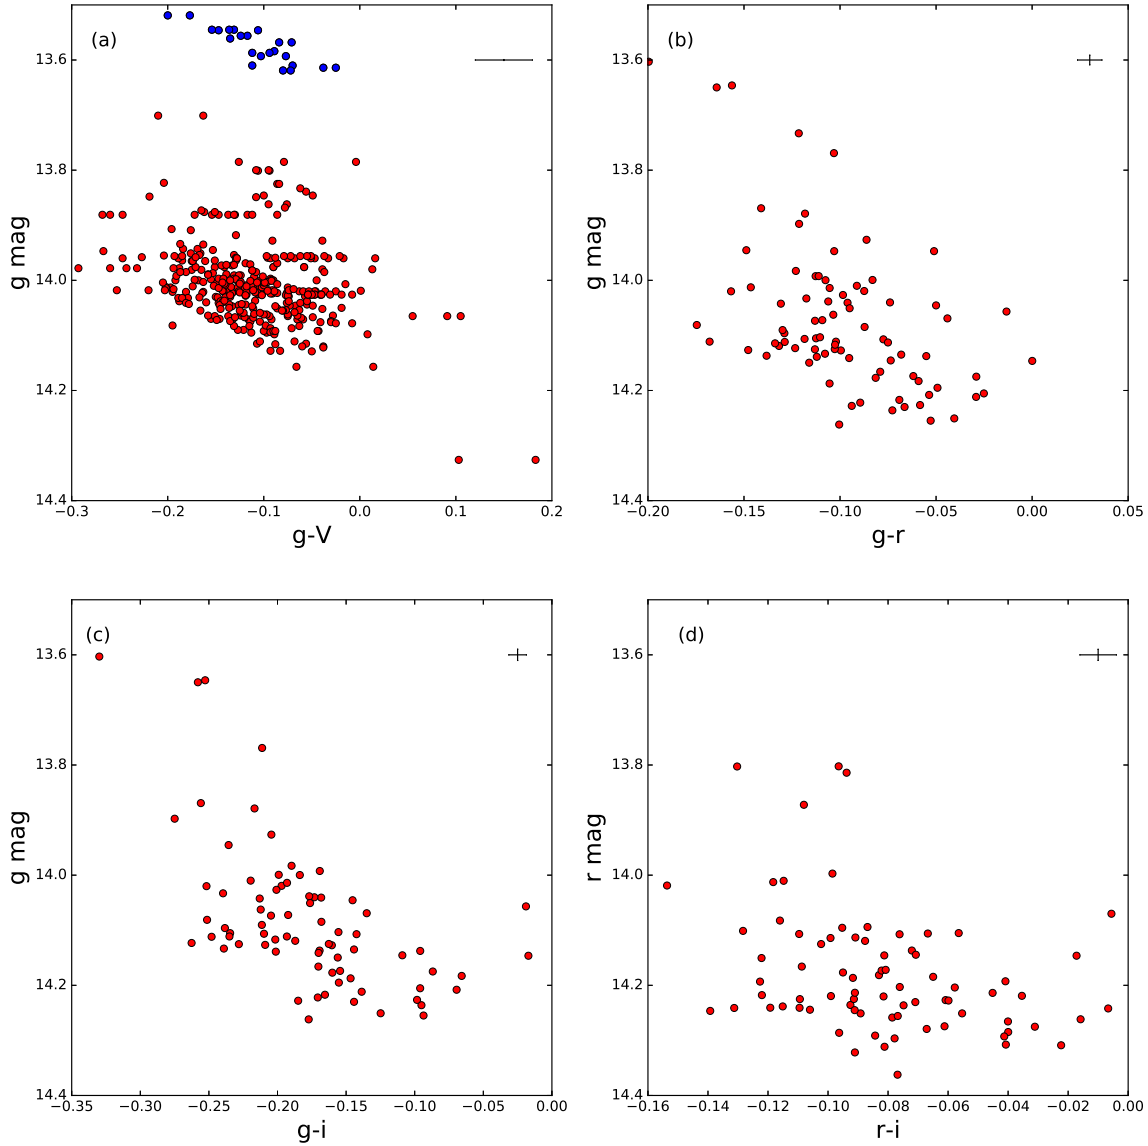 (a)
13.6
13.8
14.0
14.2
14.4
g mag
−0.3 −0.2 −0.1 0.0 0.1 0.2
g-V
(b)
13.6
13.8
14.0
14.2
14.4
g mag
−0.20 −0.15 −0.10 −0.05 0.00 0.05
g-r
(c)
13.6
13.8
14.0
14.2
14.4
g mag
−0.35 −0.30 −0.25 −0.20 −0.15 −0.10 −0.05 0.00
g-i
(d)
13.6
13.8
14.0
14.2
14.4
r mag
−0.16 −0.14 −0.12 −0.10 −0.08 −0.06 −0.04 −0.02 0.00
r-i